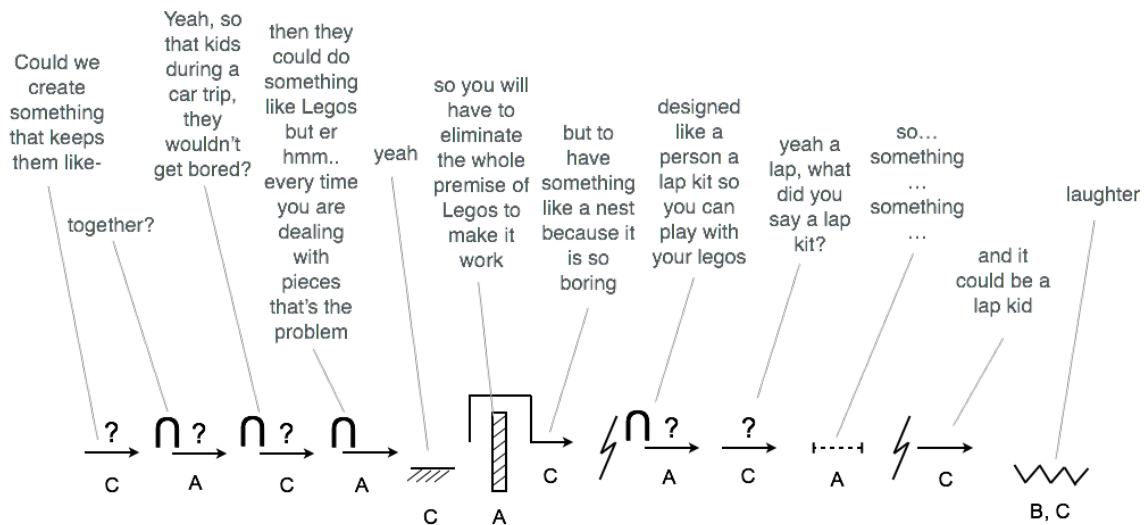 Could we
create
something
that keeps
them like-
together?
Yeah, so
that kids
during a
car trip,
they
wouldn't
get bored?
then they
could do
something
like Legos
but er
hmm..
every time
you are
dealing
with
pieces
that's the
problem
yeah
so you will
have to
eliminate
the whole
premise of
Legos to
make it
work
but to
have
something
like a nest
because it
is so
boring
designed
like a
person a
lap kit so
you can
play with
your legos
yeah a
lap, what
did you
say a lap
kit?
so...
something
...
something
...
and it
could be a
lap kid
laughter
? ? ? ? ?
C A C A C A C A C A C B, C